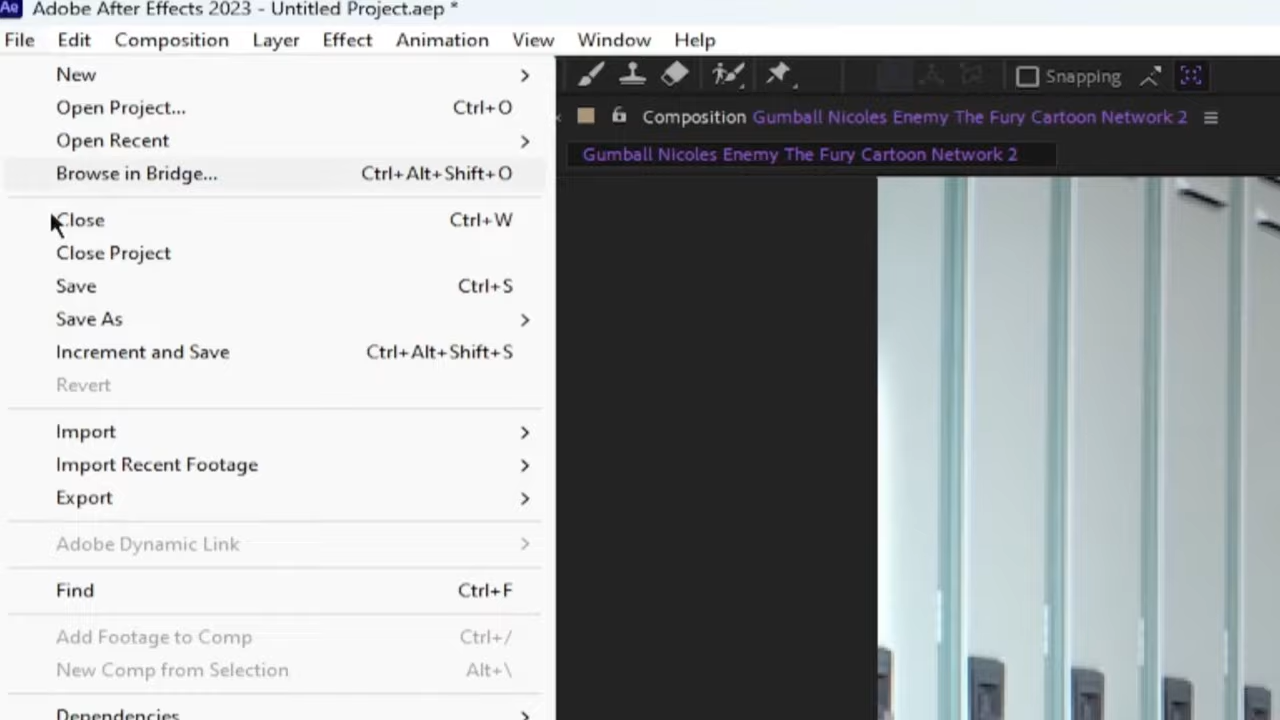 Ae Adobe After Effects 2023 - Untitled Project.aep *
File Edit Composition Layer Effect Animation View Window Help
New
Open Project... Ctrl+O
Open Recent
Browse in Bridge... Ctrl+Alt+Shift+O
Close Ctrl+W
Close Project
Save Ctrl+S
Save As
Increment and Save Ctrl+Alt+Shift+S
Revert
Import
Import Recent Footage
Export
Adobe Dynamic Link
Find Ctrl+F
Add Footage to Comp Ctrl+/
New Comp from Selection Alt+\
Dependencies
Snapping
Composition Gumball Nicoles Enemy The Fury Cartoon Network 2
Gumball Nicoles Enemy The Fury Cartoon Network 2